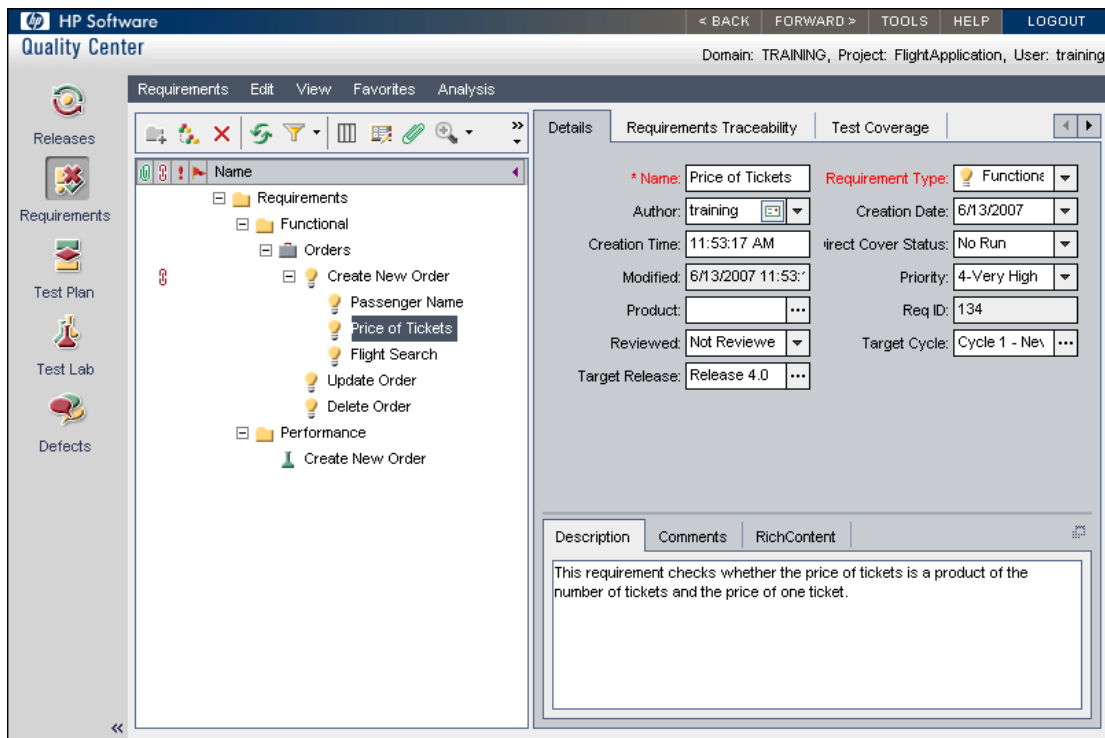 hp HP Software
< BACK FORWARD > TOOLS HELP LOGOUT
Quality Center
Domain: TRAINING, Project: FlightApplication, User: training
Requirements Edit View Favorites Analysis
Releases
Requirements
Test Plan
Test Lab
Defects
Name
Requirements
Functional
Orders
Create New Order
Passenger Name
Price of Tickets
Flight Search
Update Order
Delete Order
Performance
Create New Order
Details Requirements Traceability Test Coverage
* Name: Price of Tickets Requirement Type: Functiona
Author: training Creation Date: 6/13/2007
Creation Time: 11:53:17 AM irect Cover Status: No Run
Modified: 6/13/2007 11:53: Priority: 4-Very High
Product: ... Req ID: 134
Reviewed: Not Reviewe Target Cycle: Cycle 1 - Nev ...
Target Release: Release 4.0 ...
Description Comments RichContent
This requirement checks whether the price of tickets is a product of the
number of tickets and the price of one ticket.